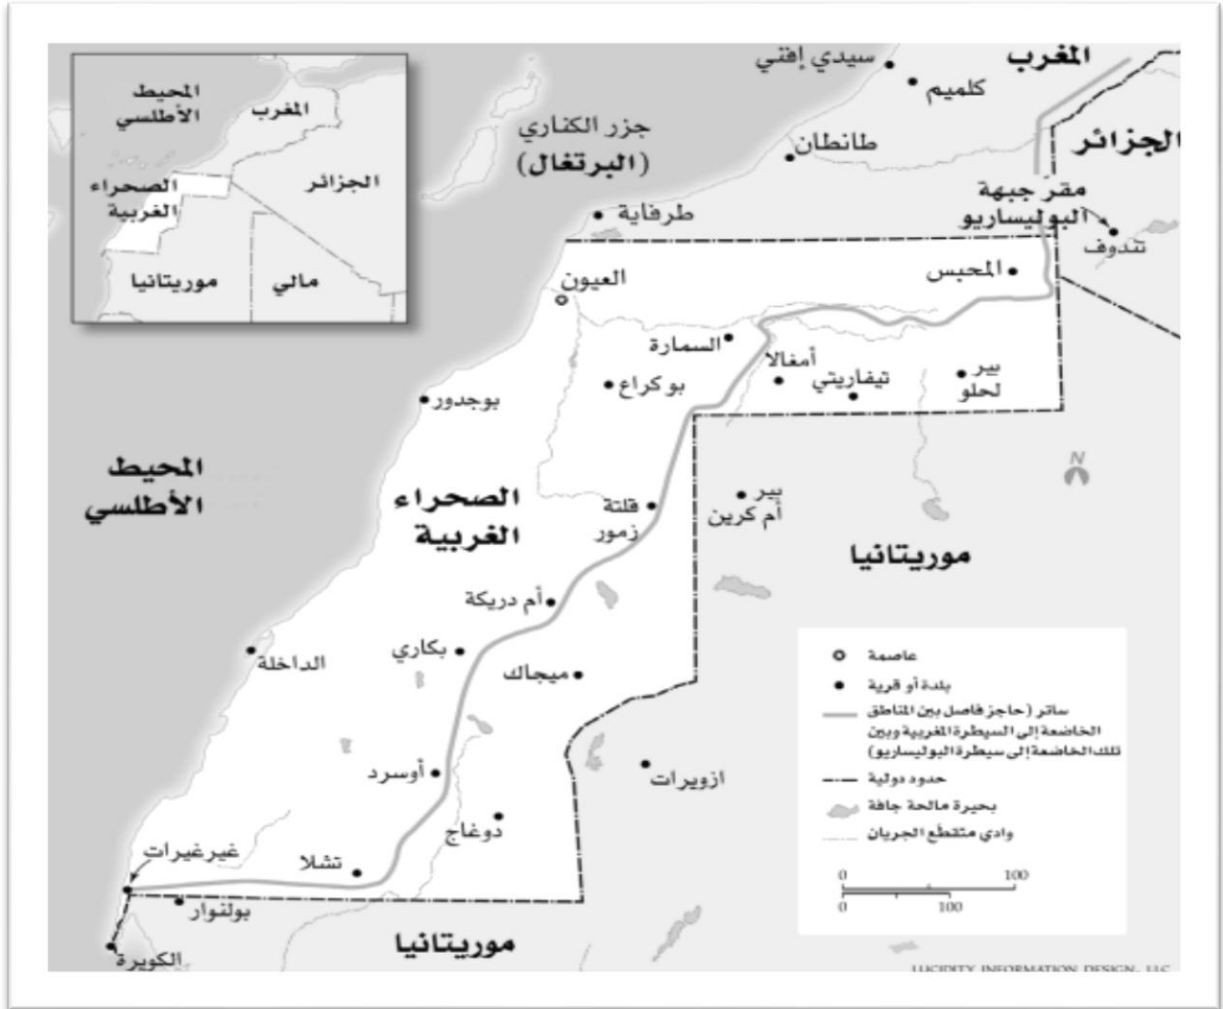 المحيط
الأطلسي
المغرب
الصحراء
الغربية
الجزائر
موريتانيا
مالي
سيدي إفني
المغرب
كلميم
جزر الكناري
(البرتغال)
طانطان
الجزائر
مقرّ جبهة
البوليساريو
طرفاية
تندوف
العيون
المحبس
السمارة
أمغالا
بو كراع
تيفاريتي
بير
لحلو
بوجدور
المحيط
الأطلسي
الصحراء
الغربية
قلتة
زمور
بير
أم كرين
N
موريتانيا
أم دريكة
بكاري
الداخلة
ميجاك
أوسرد
ازويرات
دوغاج
غيرغيرات
تشلا
بولنوار
الكويرة
موريتانيا
عاصمة
بلدة أو قرية
ساتر (حاجز فاصل بين المناطق
الخاضعة إلى السيطرة المغربية وبين
تلك الخاضعة إلى سيطرة البوليساريو)
حدود دولية
بحيرة مالحة جافة
وادي متقطّع الجريان
0 100
0 100
LUCIDITY INFORMATION DESIGN, LLC